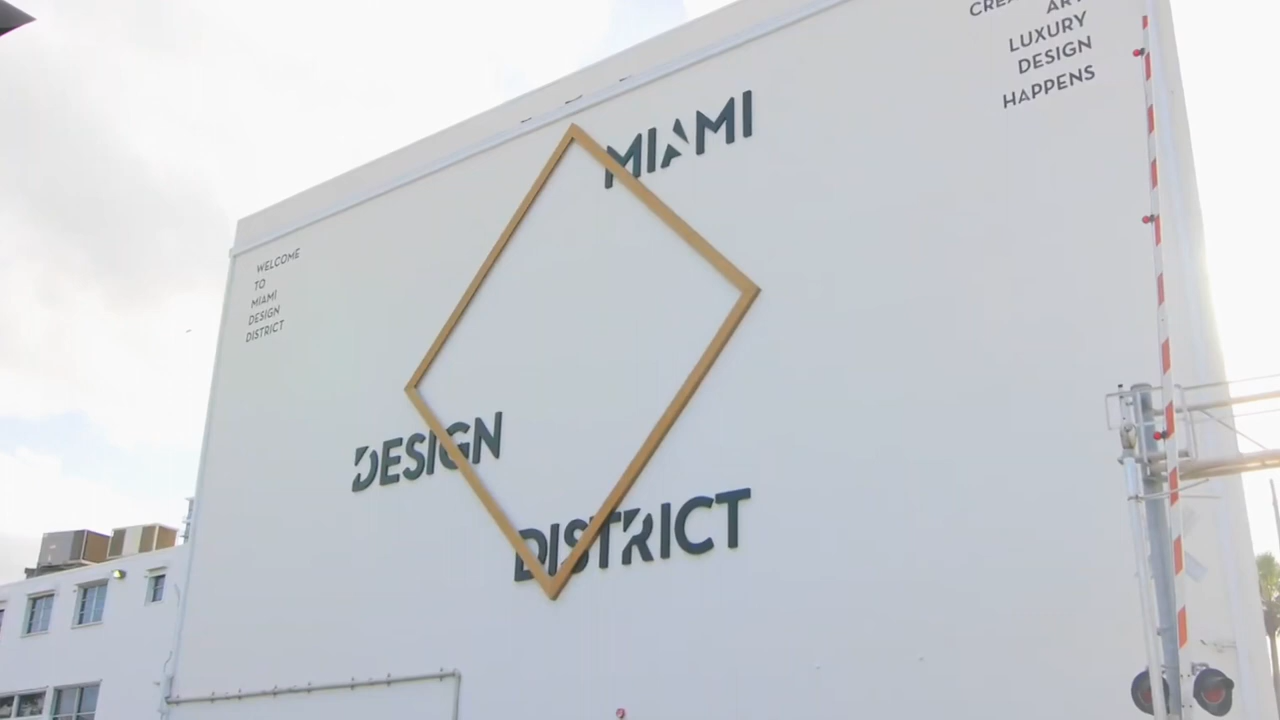 WELCOME
TO
MIAMI
DESIGN
DISTRICT
MIAMI
DESIGN
DISTRICT
ART
LUXURY
DESIGN
HAPPENS